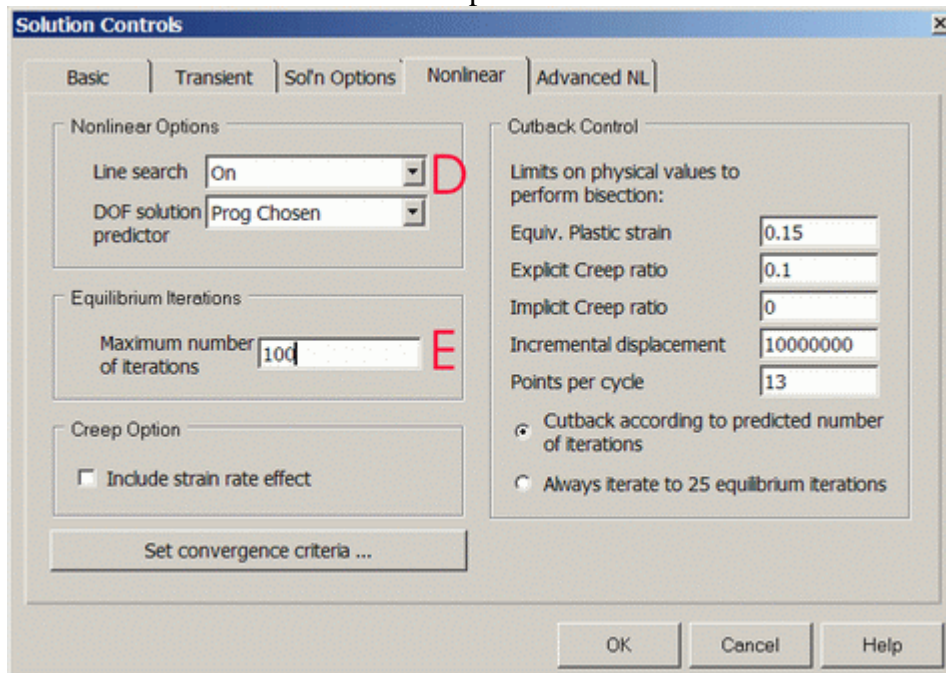 Solution Controls
Basic Transient Sol'n Options Nonlinear Advanced NL
Nonlinear Options
Line search On D
DOF solution predictor Prog Chosen
Equilibrium Iterations
Maximum number of iterations 100 E
Creep Option
Include strain rate effect
Set convergence criteria ...
Cutback Control
Limits on physical values to
perform bisection:
Equiv. Plastic strain 0.15
Explicit Creep ratio 0.1
Implicit Creep ratio 0
Incremental displacement 10000000
Points per cycle 13
Cutback according to predicted number
of iterations
Always iterate to 25 equilibrium iterations
OK Cancel Help